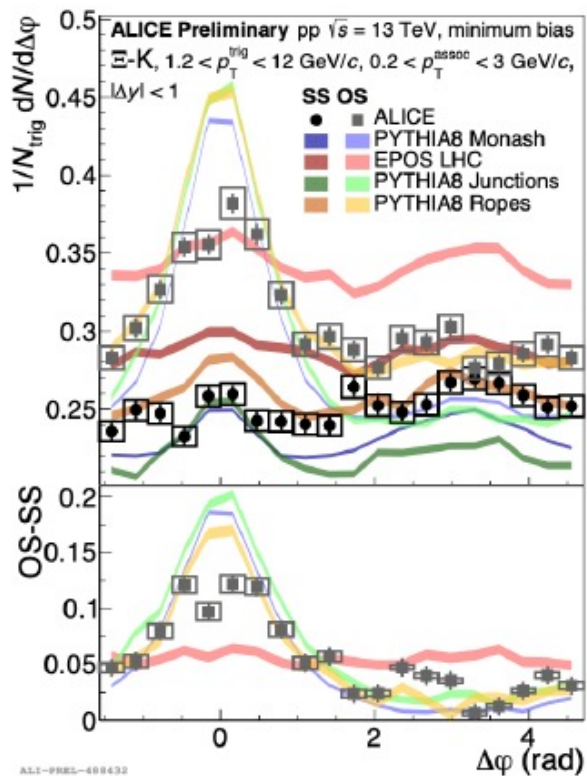 ALICE Preliminary pp √s = 13 TeV, minimum bias
Ξ-K, 1.2 < p_T^trig < 12 GeV/c, 0.2 < p_T^assoc < 3 GeV/c,
|Δy| < 1
SS OS
ALICE
PYTHIA8 Monash
EPOS LHC
PYTHIA8 Junctions
PYTHIA8 Ropes
1/N_trig dN/dΔφ
0.5
0.45
0.4
0.35
0.3
0.25
OS-SS
0.2
0.15
0.1
0.05
0
0 2 4
Δφ (rad)
ALI-PREL-488432